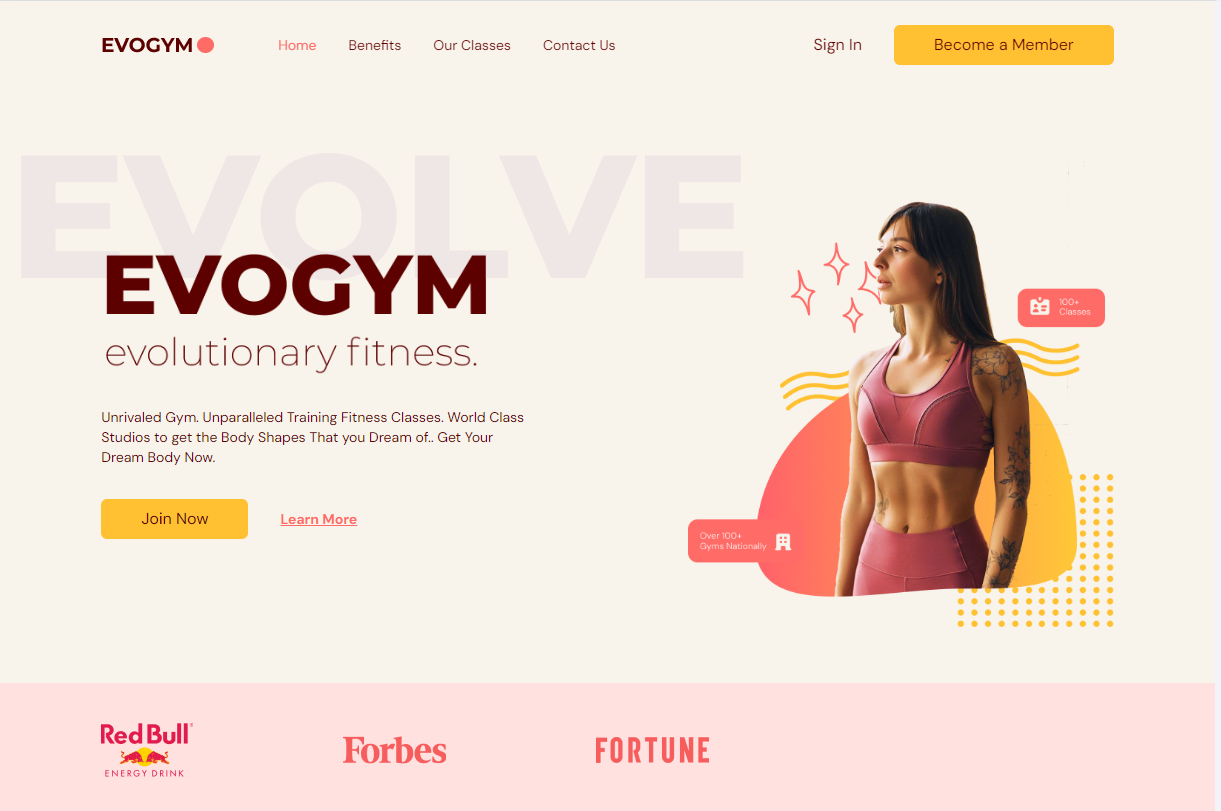 EVOGYM
Home
Benefits
Our Classes
Contact Us
Sign In
Become a Member
EVOLVE
EVOGYM
evolutionary fitness.
Unrivaled Gym. Unparalleled Training Fitness Classes. World Class
Studios to get the Body Shapes That you Dream of.. Get Your
Dream Body Now.
Join Now
Learn More
100+
Classes
Over 100+
Gyms Nationally
Red Bull
ENERGY DRINK
Forbes
FORTUNE